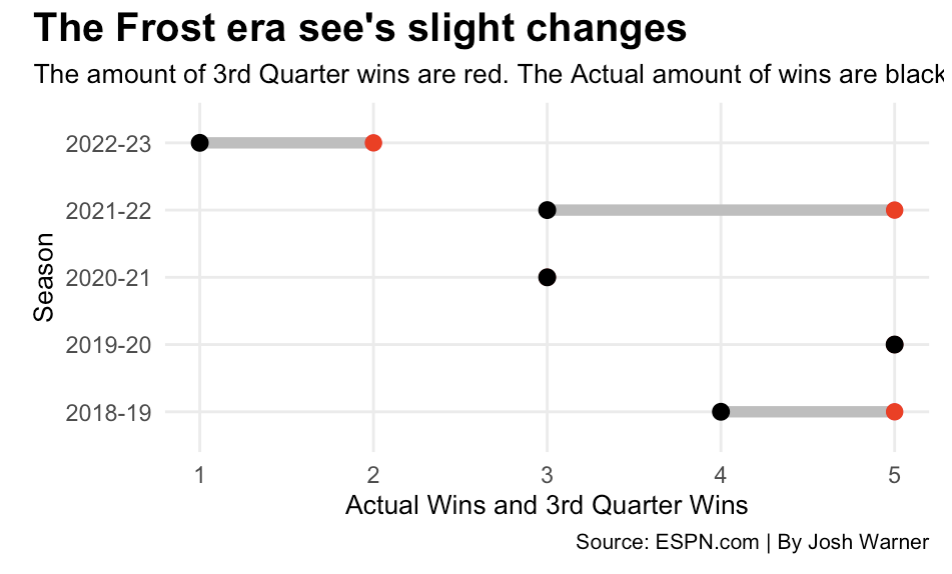 The Frost era see's slight changes
The amount of 3rd Quarter wins are red. The Actual amount of wins are black
2022-23
2021-22
2020-21
2019-20
2018-19
Season
1 2 3 4 5
Actual Wins and 3rd Quarter Wins
Source: ESPN.com | By Josh Warner